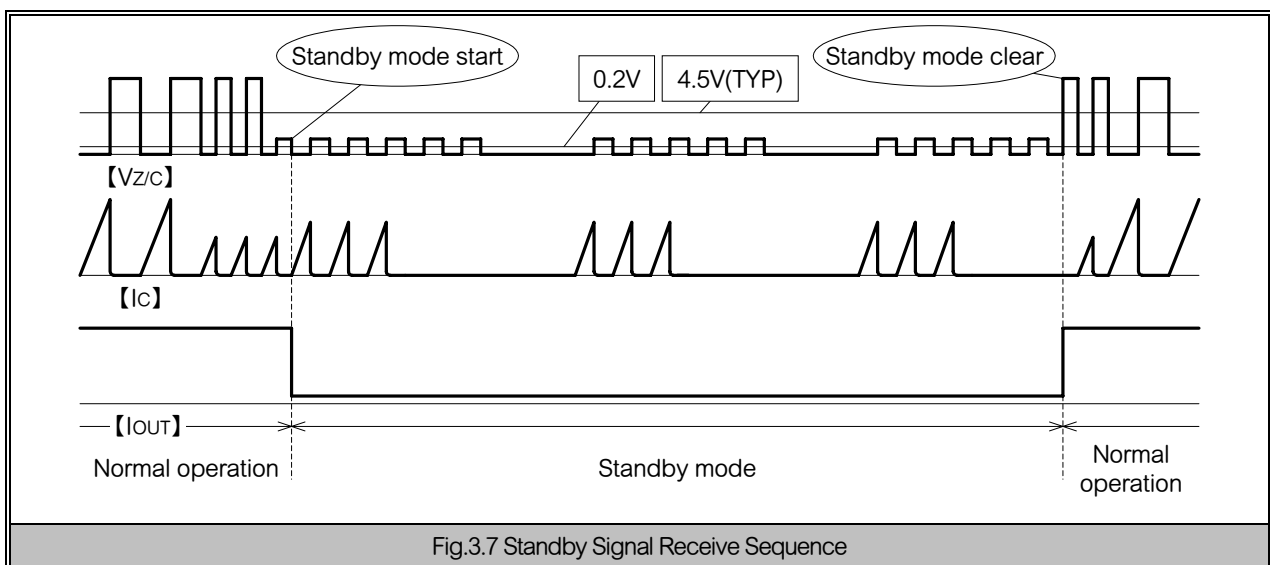 Standby mode start
0.2V
4.5V(TYP)
Standby mode clear
【VZ/C】
【IC】
【IOUT】
Normal operation
Standby mode
Normal
operation
Fig.3.7 Standby Signal Receive Sequence